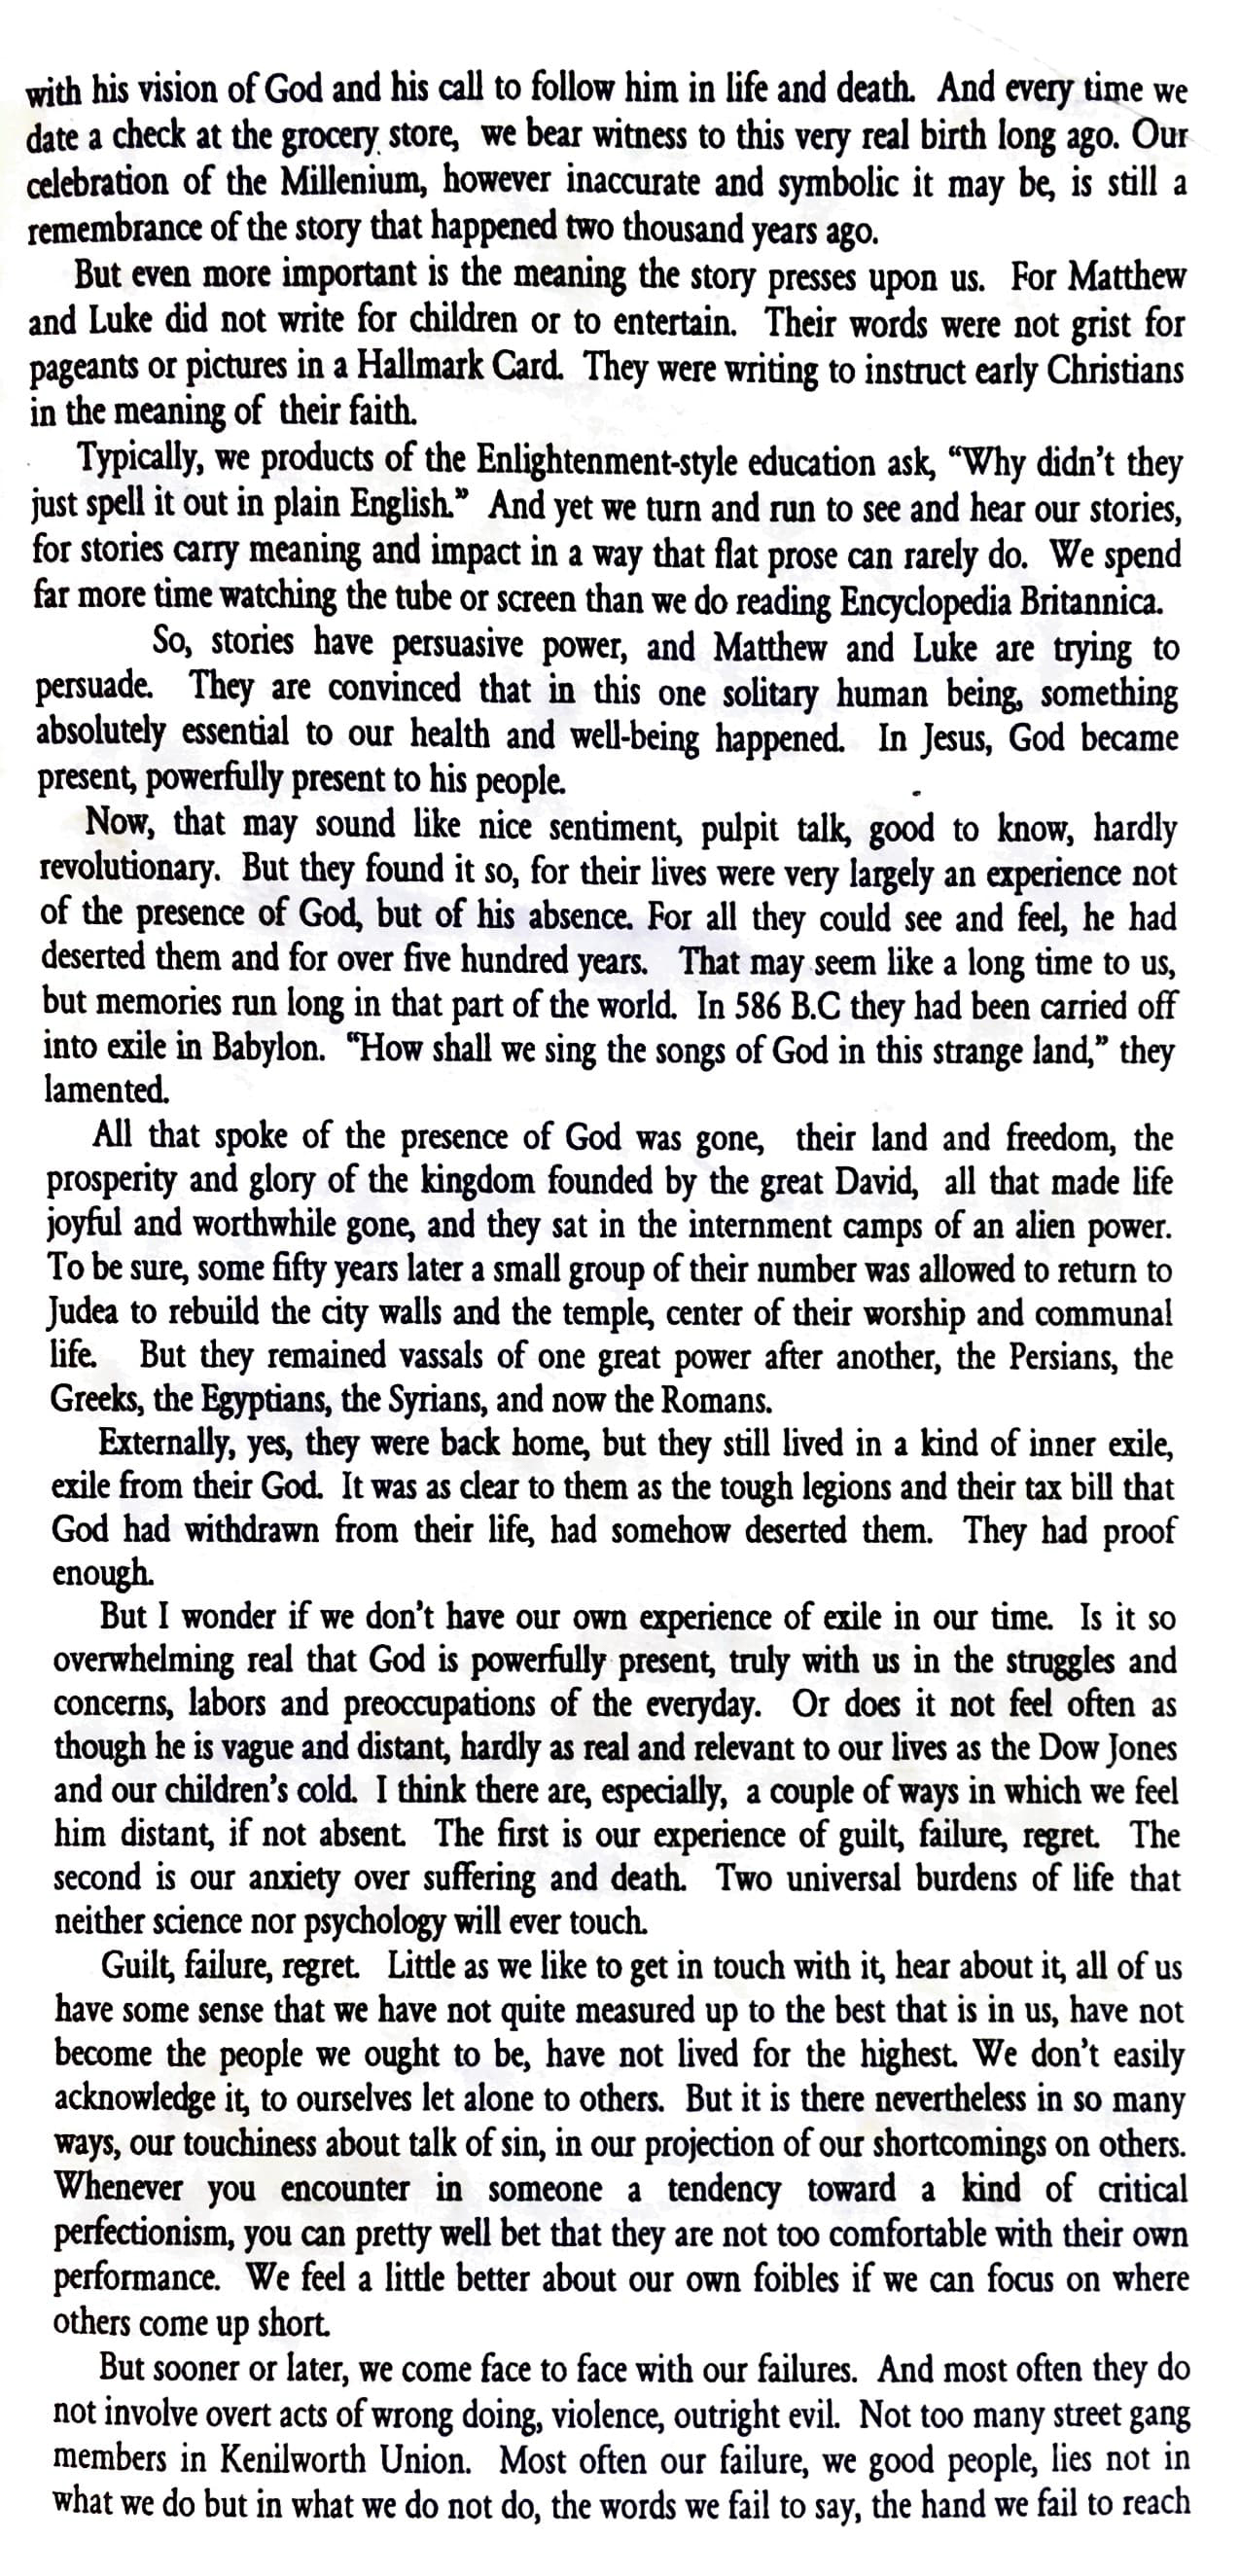 with his vision of God and his call to follow him in life and death. And every time we
date a check at the grocery store, we bear witness to this very real birth long ago. Our
celebration of the Millenium, however inaccurate and symbolic it may be, is still a
remembrance of the story that happened two thousand years ago.
But even more important is the meaning the story presses upon us. For Matthew
and Luke did not write for children or to entertain. Their words were not grist for
pageants or pictures in a Hallmark Card. They were writing to instruct early Christians
in the meaning of their faith.
Typically, we products of the Enlightenment-style education ask, “Why didn’t they
just spell it out in plain English.” And yet we turn and run to see and hear our stories,
for stories carry meaning and impact in a way that flat prose can rarely do. We spend
far more time watching the tube or screen than we do reading Encyclopedia Britannica.
So, stories have persuasive power, and Matthew and Luke are trying to
persuade. They are convinced that in this one solitary human being, something
absolutely essential to our health and well-being happened. In Jesus, God became
present, powerfully present to his people.
Now, that may sound like nice sentiment, pulpit talk, good to know, hardly
revolutionary. But they found it so, for their lives were very largely an experience not
of the presence of God, but of his absence. For all they could see and feel, he had
deserted them and for over five hundred years. That may seem like a long time to us,
but memories run long in that part of the world. In 586 B.C they had been carried off
into exile in Babylon. “How shall we sing the songs of God in this strange land,” they
lamented.
All that spoke of the presence of God was gone, their land and freedom, the
prosperity and glory of the kingdom founded by the great David, all that made life
joyful and worthwhile gone, and they sat in the internment camps of an alien power.
To be sure, some fifty years later a small group of their number was allowed to return to
Judea to rebuild the city walls and the temple, center of their worship and communal
life. But they remained vassals of one great power after another, the Persians, the
Greeks, the Egyptians, the Syrians, and now the Romans.
Externally, yes, they were back home, but they still lived in a kind of inner exile,
exile from their God. It was as clear to them as the tough legions and their tax bill that
God had withdrawn from their life, had somehow deserted them. They had proof
enough.
But I wonder if we don’t have our own experience of exile in our time. Is it so
overwhelming real that God is powerfully present, truly with us in the struggles and
concerns, labors and preoccupations of the everyday. Or does it not feel often as
though he is vague and distant, hardly as real and relevant to our lives as the Dow Jones
and our children’s cold. I think there are, especially, a couple of ways in which we feel
him distant, if not absent. The first is our experience of guilt, failure, regret. The
second is our anxiety over suffering and death. Two universal burdens of life that
neither science nor psychology will ever touch.
Guilt, failure, regret. Little as we like to get in touch with it, hear about it, all of us
have some sense that we have not quite measured up to the best that is in us, have not
become the people we ought to be, have not lived for the highest. We don’t easily
acknowledge it, to ourselves let alone to others. But it is there nevertheless in so many
ways, our touchiness about talk of sin, in our projection of our shortcomings on others.
Whenever you encounter in someone a tendency toward a kind of critical
perfectionism, you can pretty well bet that they are not too comfortable with their own
performance. We feel a little better about our own foibles if we can focus on where
others come up short.
But sooner or later, we come face to face with our failures. And most often they do
not involve overt acts of wrong doing, violence, outright evil. Not too many street gang
members in Kenilworth Union. Most often our failure, we good people, lies not in
what we do but in what we do not do, the words we fail to say, the hand we fail to reach